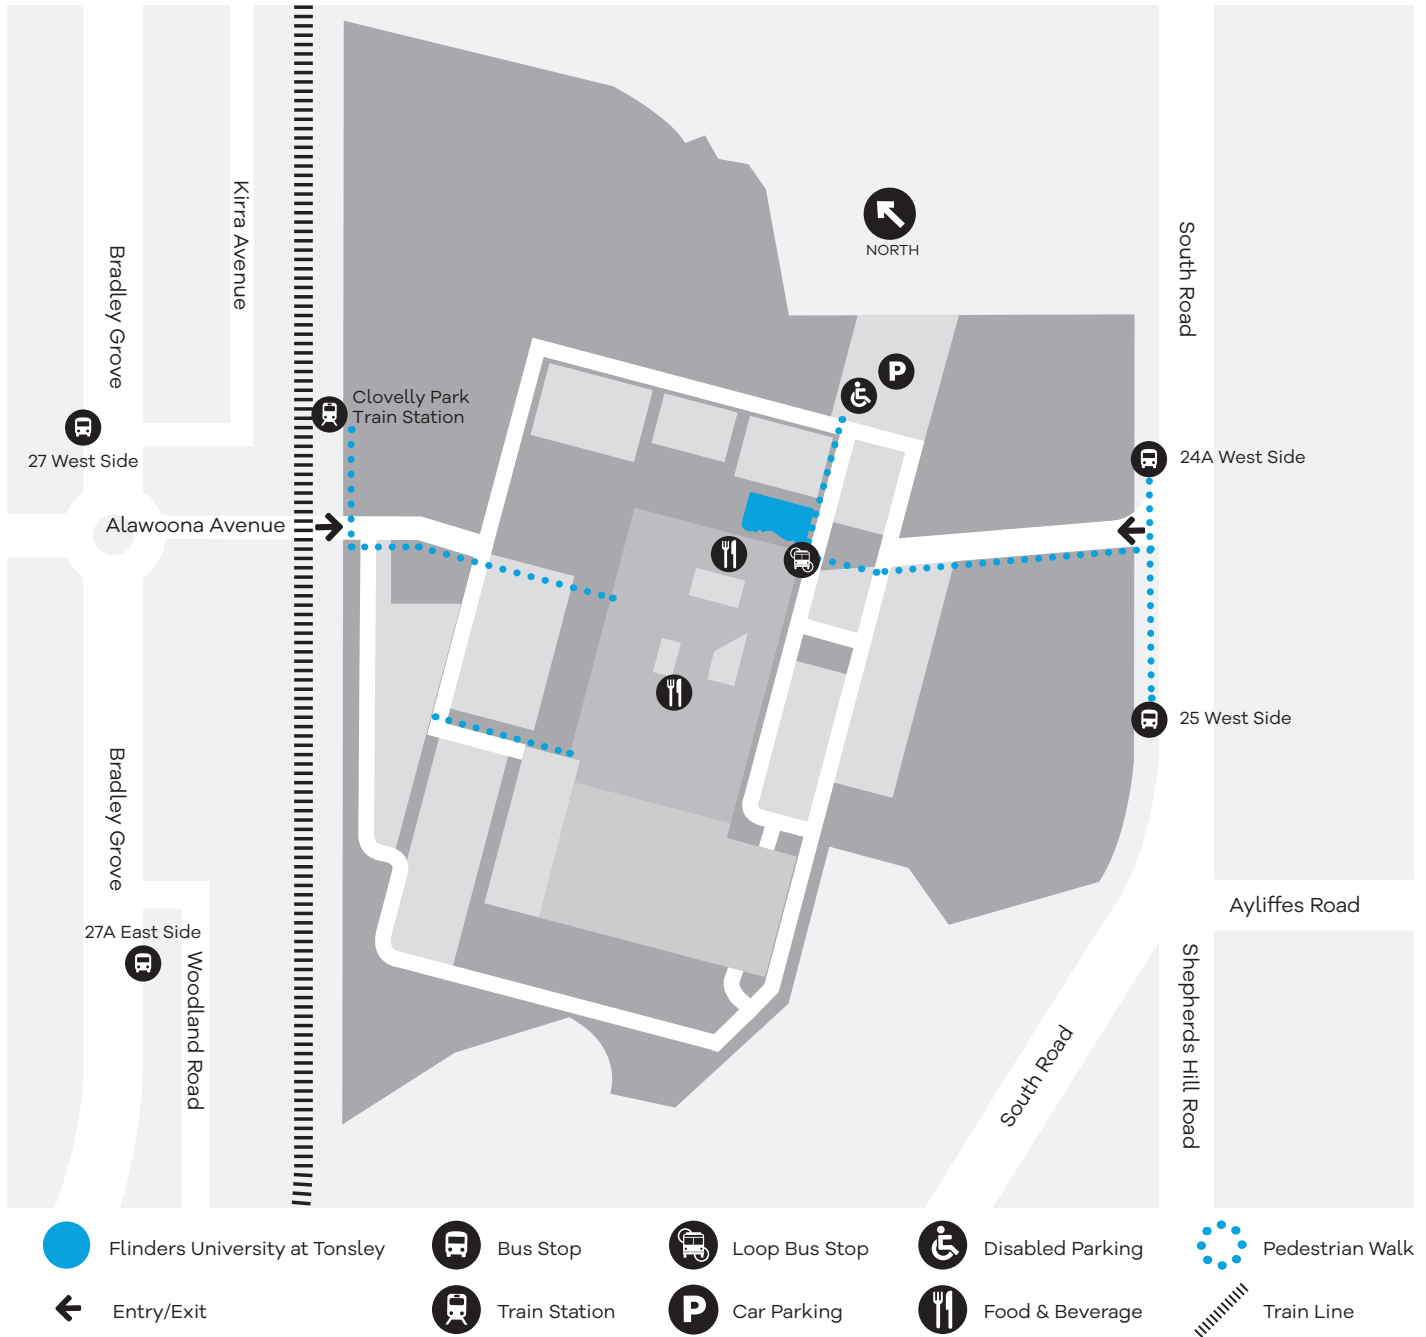 Kirra Avenue
Bradley Grove
South Road
NORTH
P
Clovelly Park
Train Station
27 West Side
24A West Side
Alawoona Avenue
25 West Side
Bradley Grove
Ayliffes Road
27A East Side
Woodland Road
Shepherds Hill Road
South Road
Flinders University at Tonsley
Bus Stop
Loop Bus Stop
Disabled Parking
Pedestrian Walk
Entry/Exit
Train Station
P
Car Parking
Food & Beverage
Train Line